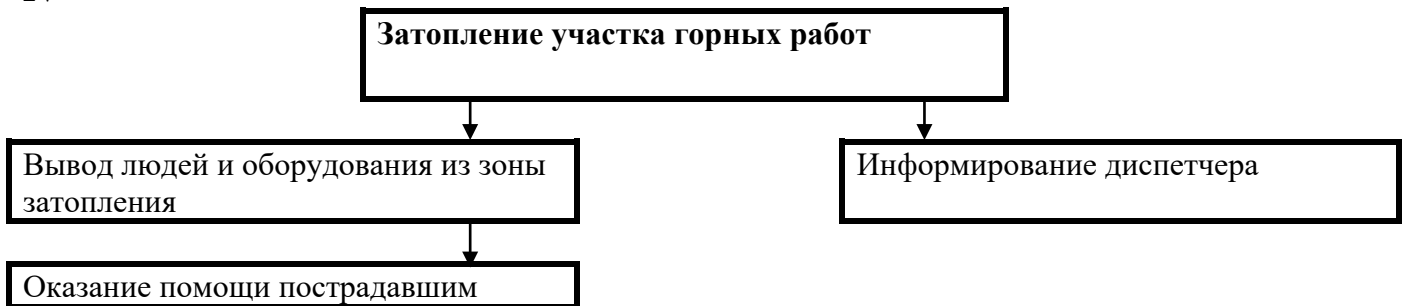 Затопление участка горных работ
Вывод людей и оборудования из зоны
затопления
Информирование диспетчера
Оказание помощи пострадавшим